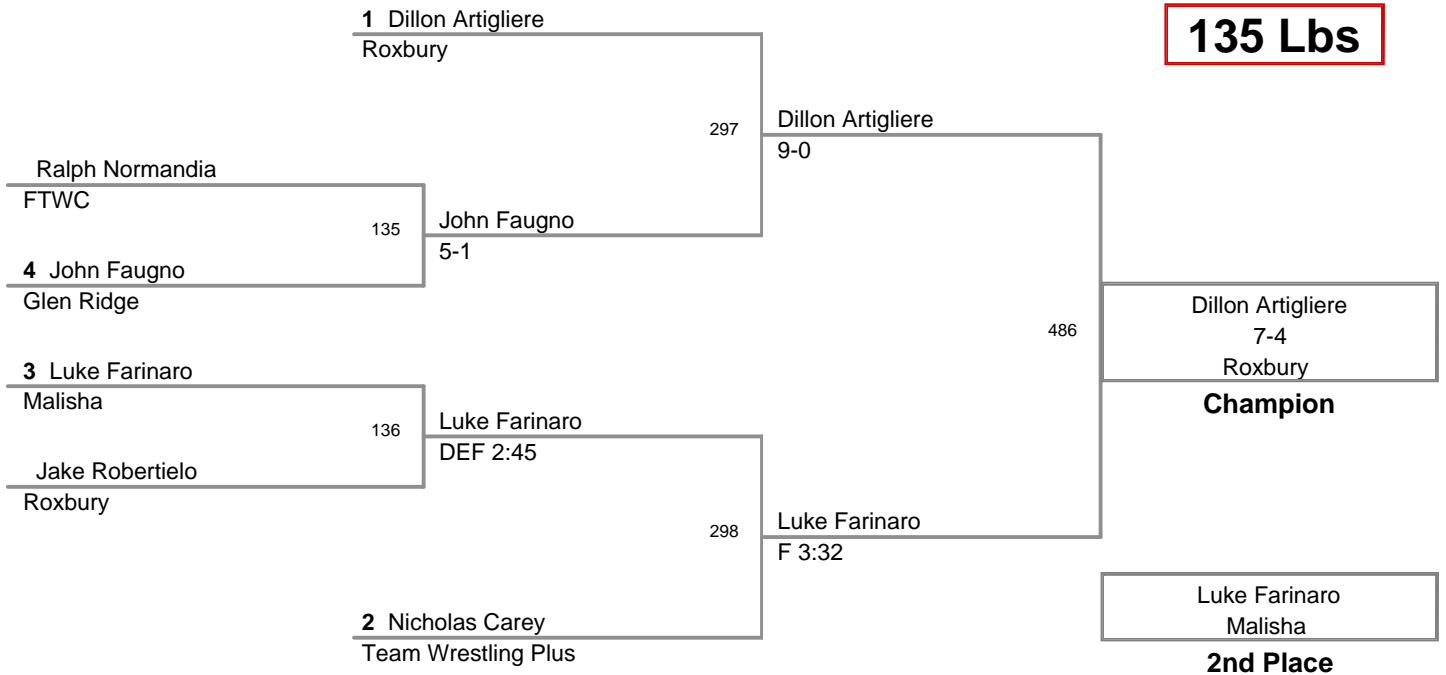 1 Dillon Artigliere
Roxbury
135 Lbs
297
Dillon Artigliere
9-0
Ralph Normandia
FTWC
135
John Faugno
5-1
4 John Faugno
Glen Ridge
486
Dillon Artigliere
7-4
Roxbury
Champion
3 Luke Farinaro
Malisha
136
Luke Farinaro
DEF 2:45
Jake Robertielo
Roxbury
298
Luke Farinaro
F 3:32
2 Nicholas Carey
Team Wrestling Plus
Luke Farinaro
Malisha
2nd Place